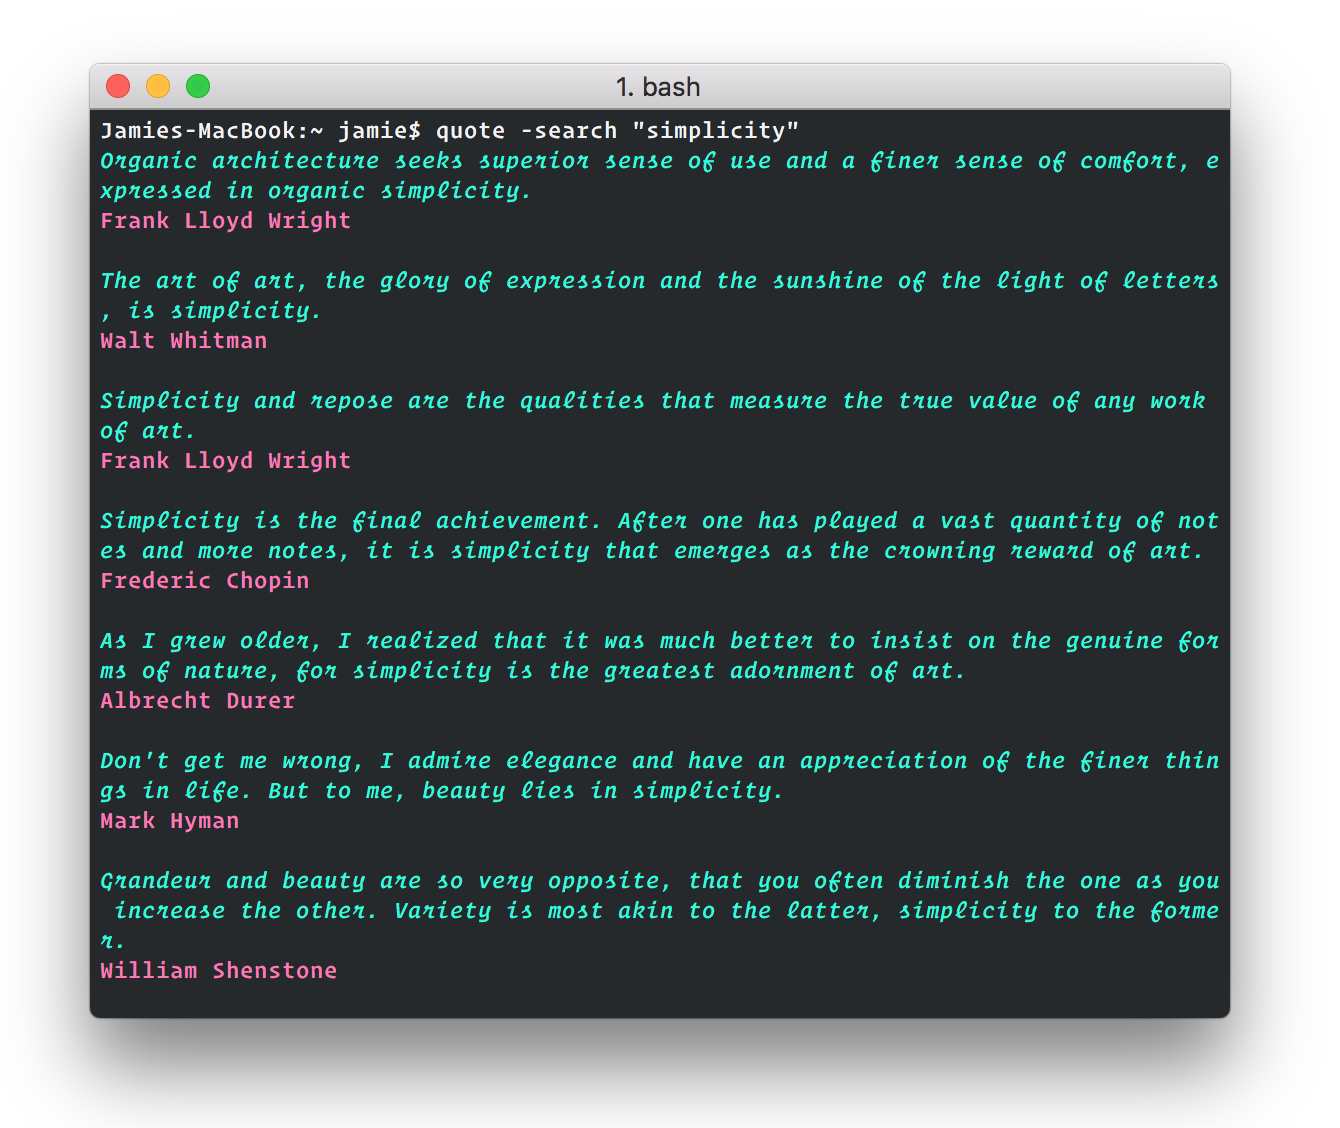 1. bash
Jamies-MacBook:~ jamie$ quote -search "simplicity"
Organic architecture seeks superior sense of use and a finer sense of comfort, e
xpressed in organic simplicity.
Frank Lloyd Wright
The art of art, the glory of expression and the sunshine of the light of letters
, is simplicity.
Walt Whitman
Simplicity and repose are the qualities that measure the true value of any work
of art.
Frank Lloyd Wright
Simplicity is the final achievement. After one has played a vast quantity of not
es and more notes, it is simplicity that emerges as the crowning reward of art.
Frederic Chopin
As I grew older, I realized that it was much better to insist on the genuine for
ms of nature, for simplicity is the greatest adornment of art.
Albrecht Durer
Don't get me wrong, I admire elegance and have an appreciation of the finer thin
gs in life. But to me, beauty lies in simplicity.
Mark Hyman
Grandeur and beauty are so very opposite, that you often diminish the one as you
 increase the other. Variety is most akin to the latter, simplicity to the forme
r.
William Shenstone